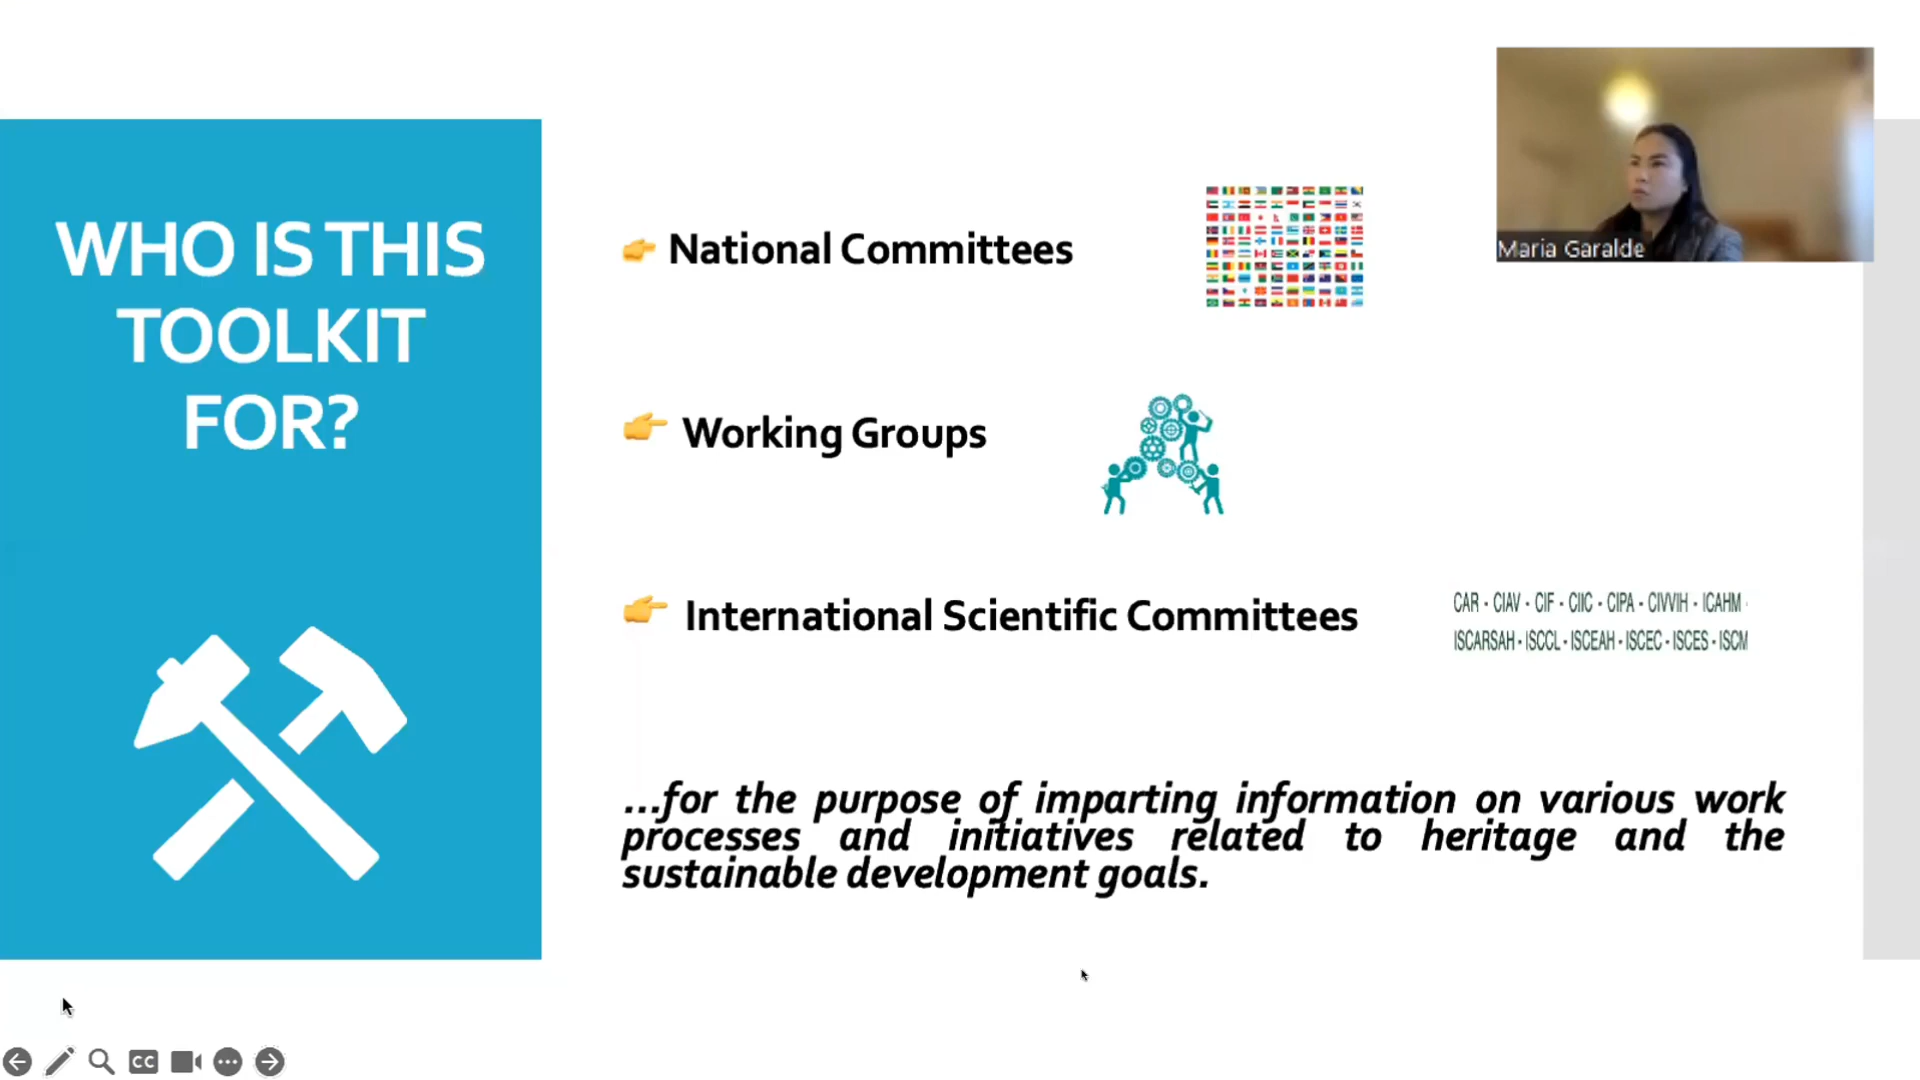 WHO IS THIS
TOOLKIT
FOR?
National Committees
Maria Garalde
Working Groups
International Scientific Committees
CAR - CIAV - CIF - CIIC - CIPA - CIVVIH - ICAHM -
ISCARSAH - ISCCL - ISCEAH - ISCEC - ISCES - ISCM
...for the purpose of imparting information on various work
processes and initiatives related to heritage and the
sustainable development goals.
CC